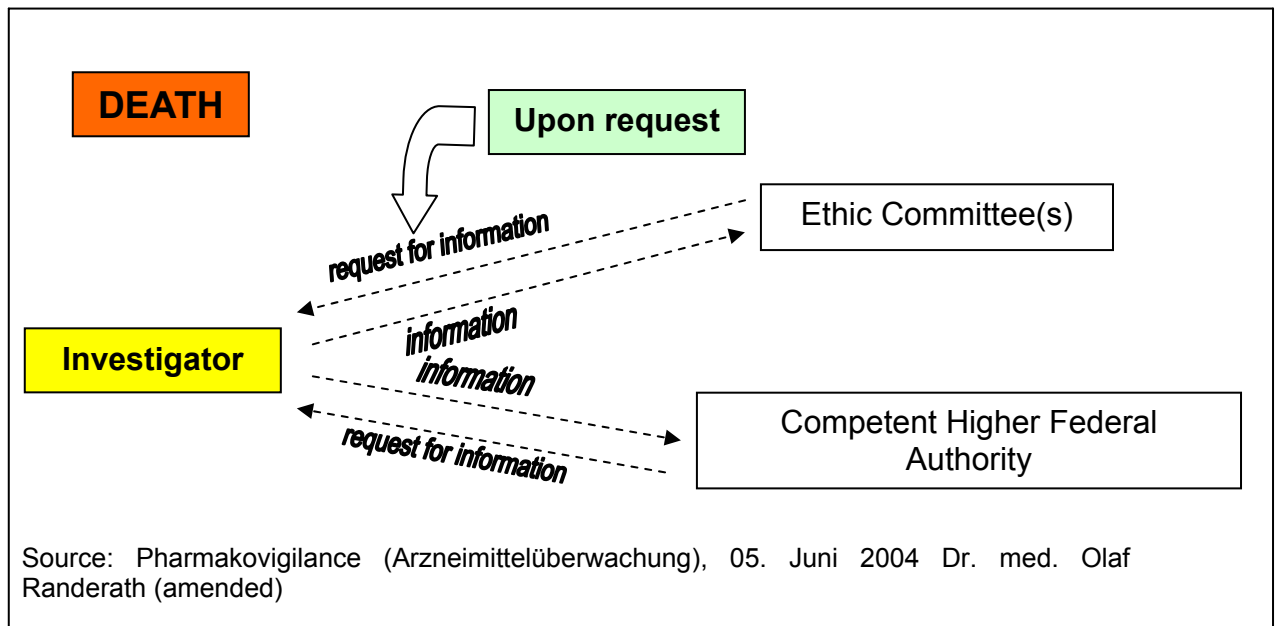 DEATH
Upon request
Ethic Committee(s)
request for information
information
Investigator
information
request for information
Competent Higher Federal
Authority
Source: Pharmakovigilance (Arzneimittelüberwachung), 05. Juni 2004 Dr. med. Olaf
Randerath (amended)